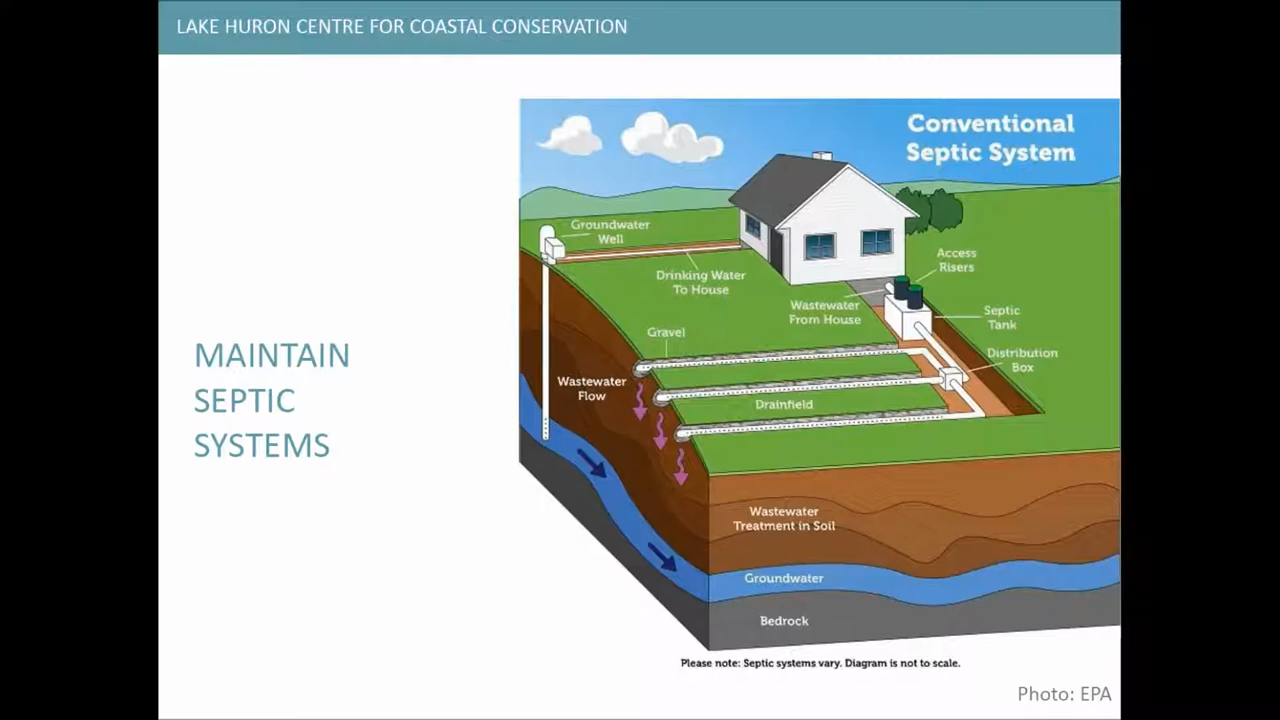 LAKE HURON CENTRE FOR COASTAL CONSERVATION
MAINTAIN
SEPTIC
SYSTEMS
Conventional
Septic System
Groundwater
Well
Drinking Water
To House
Access
Risers
Wastewater
From House
Septic
Tank
Gravel
Distribution
Box
Wastewater
Flow
Drainfield
Wastewater
Treatment in Soil
Groundwater
Bedrock
Please note: Septic systems vary. Diagram is not to scale.
Photo: EPA